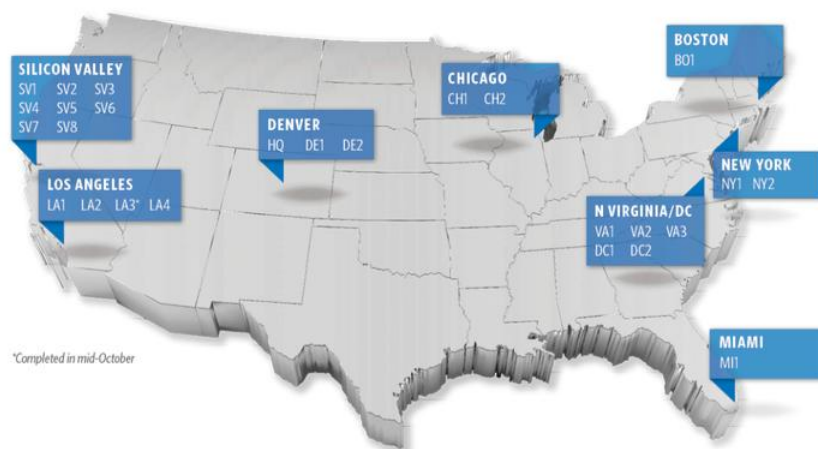 BOSTON
BO1
SILICON VALLEY
SV1 SV2 SV3
SV4 SV5 SV6
SV7 SV8
CHICAGO
CH1 CH2
DENVER
HQ DE1 DE2
NEW YORK
NY1 NY2
LOS ANGELES
LA1 LA2 LA3* LA4
N VIRGINIA/DC
VA1 VA2 VA3
DC1 DC2
*Completed in mid-October
MIAMI
MI1